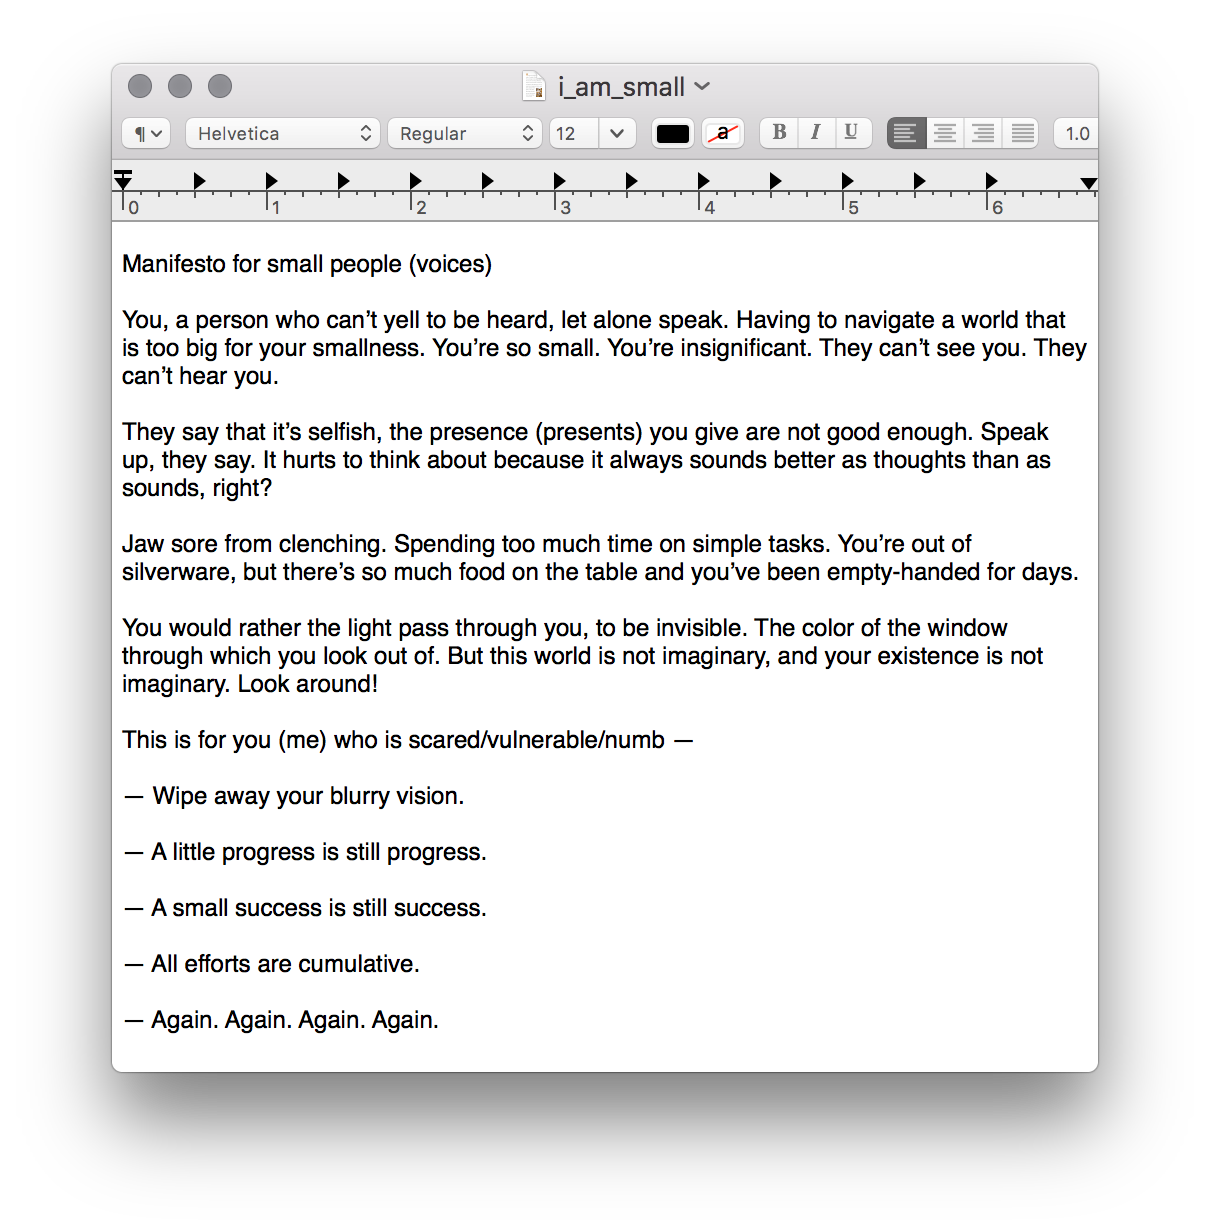 i_am_small
¶ Helvetica Regular 12 a B I U 1.0
0 1 2 3 4 5 6
Manifesto for small people (voices)
You, a person who can’t yell to be heard, let alone speak. Having to navigate a world that
is too big for your smallness. You’re so small. You’re insignificant. They can’t see you. They
can’t hear you.
They say that it’s selfish, the presence (presents) you give are not good enough. Speak
up, they say. It hurts to think about because it always sounds better as thoughts than as
sounds, right?
Jaw sore from clenching. Spending too much time on simple tasks. You’re out of
silverware, but there’s so much food on the table and you’ve been empty-handed for days.
You would rather the light pass through you, to be invisible. The color of the window
through which you look out of. But this world is not imaginary, and your existence is not
imaginary. Look around!
This is for you (me) who is scared/vulnerable/numb —
— Wipe away your blurry vision.
— A little progress is still progress.
— A small success is still success.
— All efforts are cumulative.
— Again. Again. Again. Again.